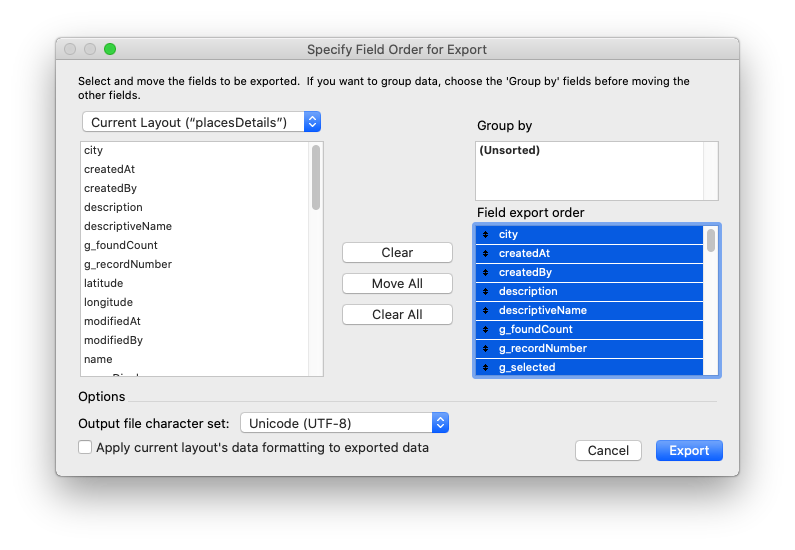 Specify Field Order for Export
Select and move the fields to be exported.  If you want to group data, choose the 'Group by' fields before moving the
other fields.
Current Layout (“placesDetails”)
city
createdAt
createdBy
description
descriptiveName
g_foundCount
g_recordNumber
latitude
longitude
modifiedAt
modifiedBy
name
Clear
Move All
Clear All
Group by
(Unsorted)
Field export order
city
createdAt
createdBy
description
descriptiveName
g_foundCount
g_recordNumber
g_selected
Options
Output file character set:
Unicode (UTF-8)
Apply current layout's data formatting to exported data
Cancel
Export